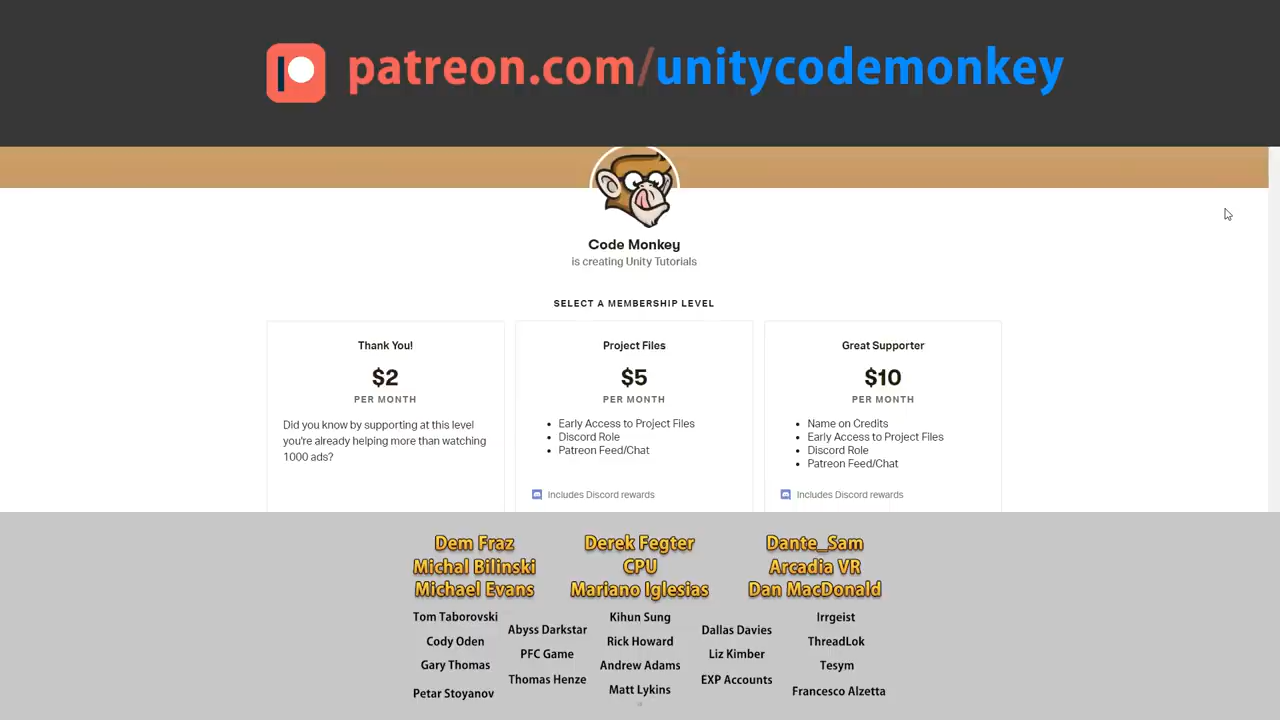 patreon.com/unitycodemonkey
Code Monkey
is creating Unity Tutorials
SELECT A MEMBERSHIP LEVEL
Thank You!
$2
PER MONTH
Did you know by supporting at this level
you're already helping more than watching
1000 ads?
Project Files
$5
PER MONTH
• Early Access to Project Files
• Discord Role
• Patreon Feed/Chat
Includes Discord rewards
Great Supporter
$10
PER MONTH
• Name on Credits
• Early Access to Project Files
• Discord Role
• Patreon Feed/Chat
Includes Discord rewards
Dem Fraz
Michal Bilinski
Michael Evans
Derek Fegter
CPU
Mariano Iglesias
Dante_Sam
Arcadia VR
Dan MacDonald
Tom Taborovski
Cody Oden
Gary Thomas
Petar Stoyanov
Abyss Darkstar
PFC Game
Thomas Henze
Kihun Sung
Rick Howard
Andrew Adams
Matt Lykins
Dallas Davies
Liz Kimber
EXP Accounts
Irrgeist
ThreadLok
Tesym
Francesco Alzetta